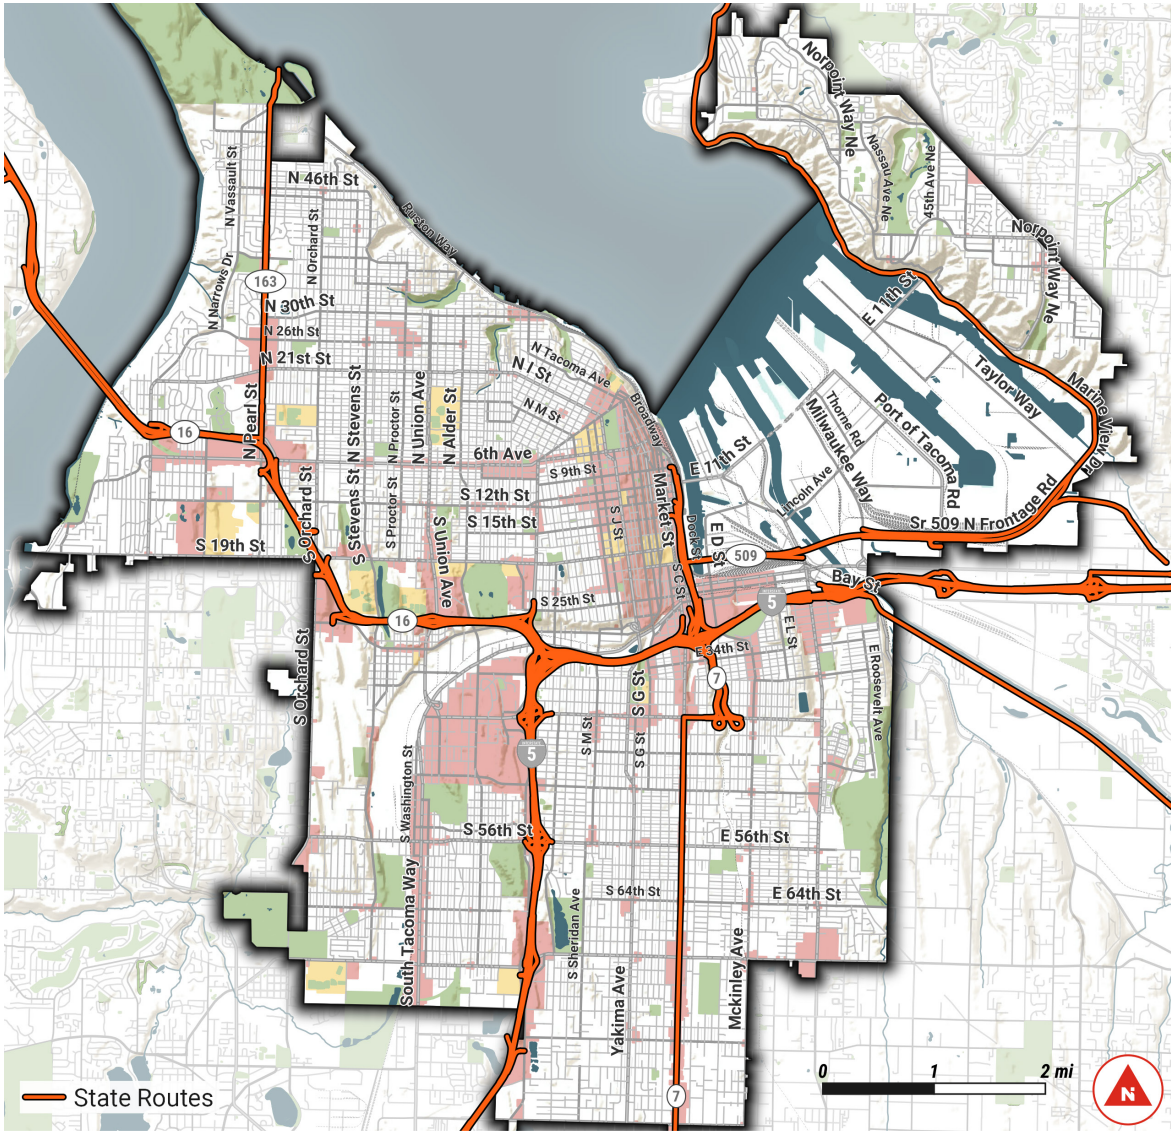 Norpoint Way Ne
Nassau Ave Ne
45th Ave Ne
N Vassault St
N 46th St
Ruston Way
N Orchard St
Norpoint Way Ne
N Narrows Dr
163
N 30th St
E 11th St
N 26th St
N 21st St
N Tacoma Ave
N I St
Taylor Way
Marine View Dr
N Pearl St
N Stevens St
N Proctor St
N Union Ave
N Alder St
N M St
Broadway
Thorne Rd
Milwaukee Way
Port of Tacoma Rd
16
6th Ave
E 11th St
S 9th St
Lincoln Ave
S Orchard St
S Stevens St
S Proctor St
S 12th St
Market St
S 15th St
S Union Ave
S J St
Dock St
E D St
Sr 509 N Frontage Rd
S 19th St
509
S C St
Bay St
INTERSTATE
5
S 25th St
16
E L St
S Orchard St
E 34th St
E Roosevelt Ave
7
S G St
S M St
S G St
INTERSTATE
5
S Washington St
S 56th St
E 56th St
South Tacoma Way
S 64th St
E 64th St
S Sheridan Ave
Yakima Ave
Mckinley Ave
7
0 1 2 mi
State Routes
N